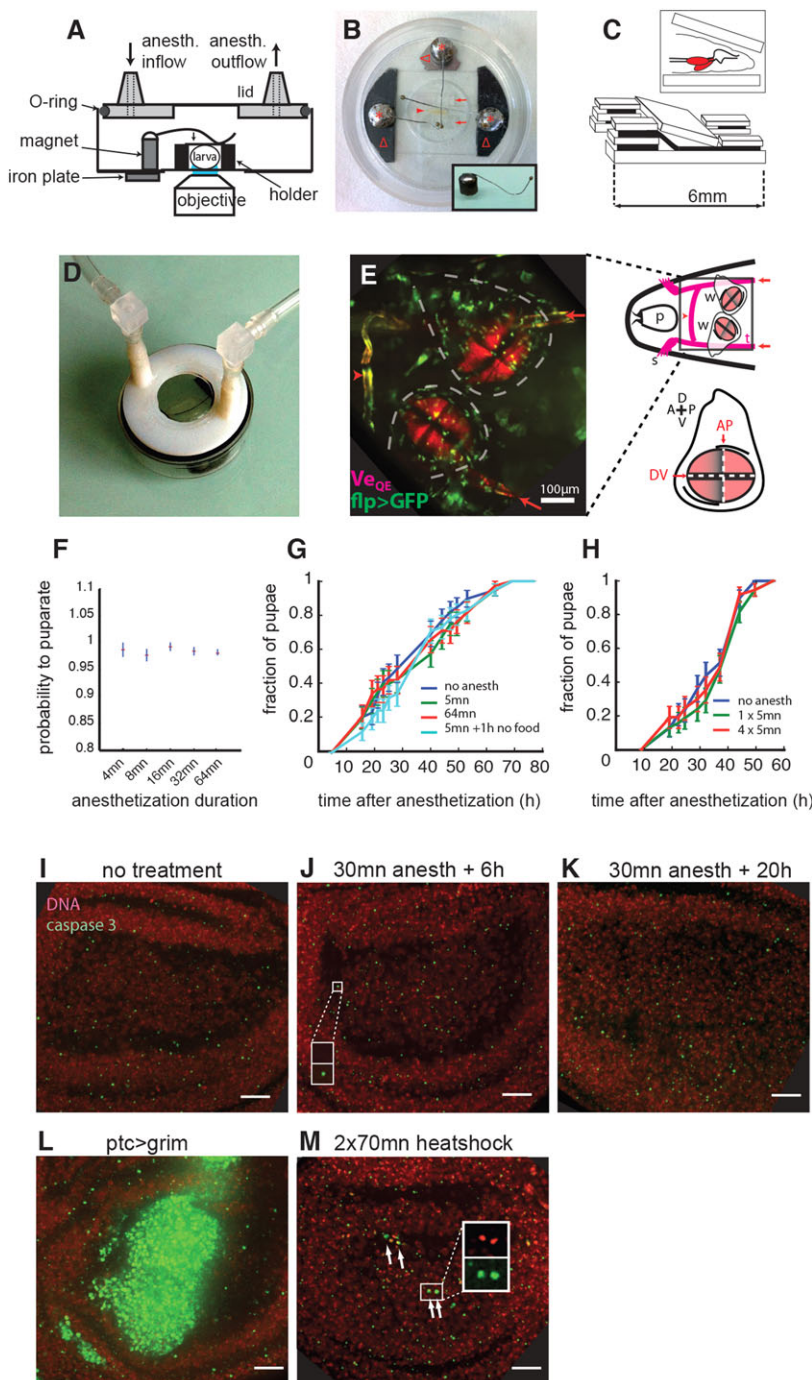 A
anesth.
inflow
anesth.
outflow
lid
O-ring
magnet
iron plate
larva
holder
objective
B
*
*
*
C
6mm
D
E
VeQE
flp>GFP
100μm
p
w
w
t
s
D
A P
V
AP
DV
F
probability to puparate
1.1
1.05
1
0.95
0.9
0.85
0.8
4mn
8mn
16mn
32mn
64mn
anesthetization duration
G
fraction of pupae
1
0.8
0.6
0.4
0.2
no anesth
5mn
64mn
5mn +1h no food
0 10 20 30 40 50 60 70 80
time after anesthetization (h)
H
fraction of pupae
1
0.8
0.6
0.4
0.2
no anesth
1 x 5mn
4 x 5mn
0 10 20 30 40 50 60
time after anesthetization (h)
I
no treatment
DNA
caspase 3
J
30mn anesth + 6h
K
30mn anesth + 20h
L
ptc>grim
M
2x70mn heatshock